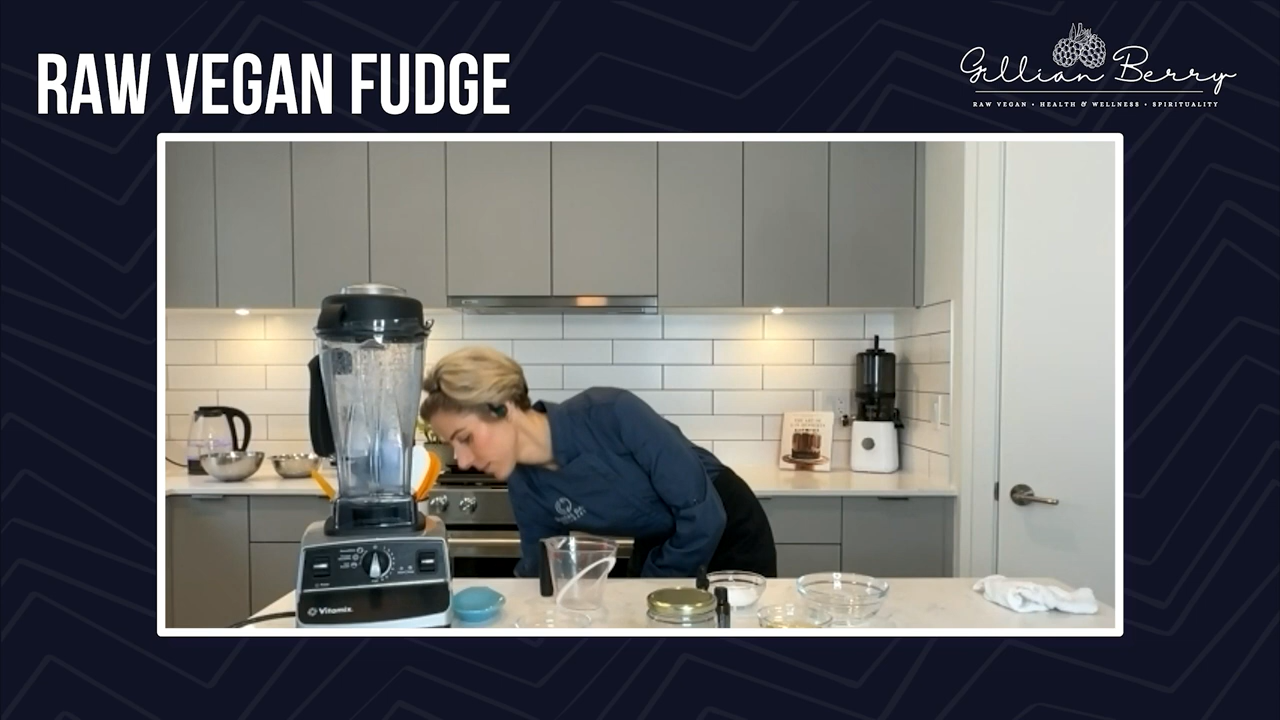 RAW VEGAN FUDGE
Gillian Berry
RAW VEGAN • HEALTH & WELLNESS • SPIRITUALITY
Vitamix